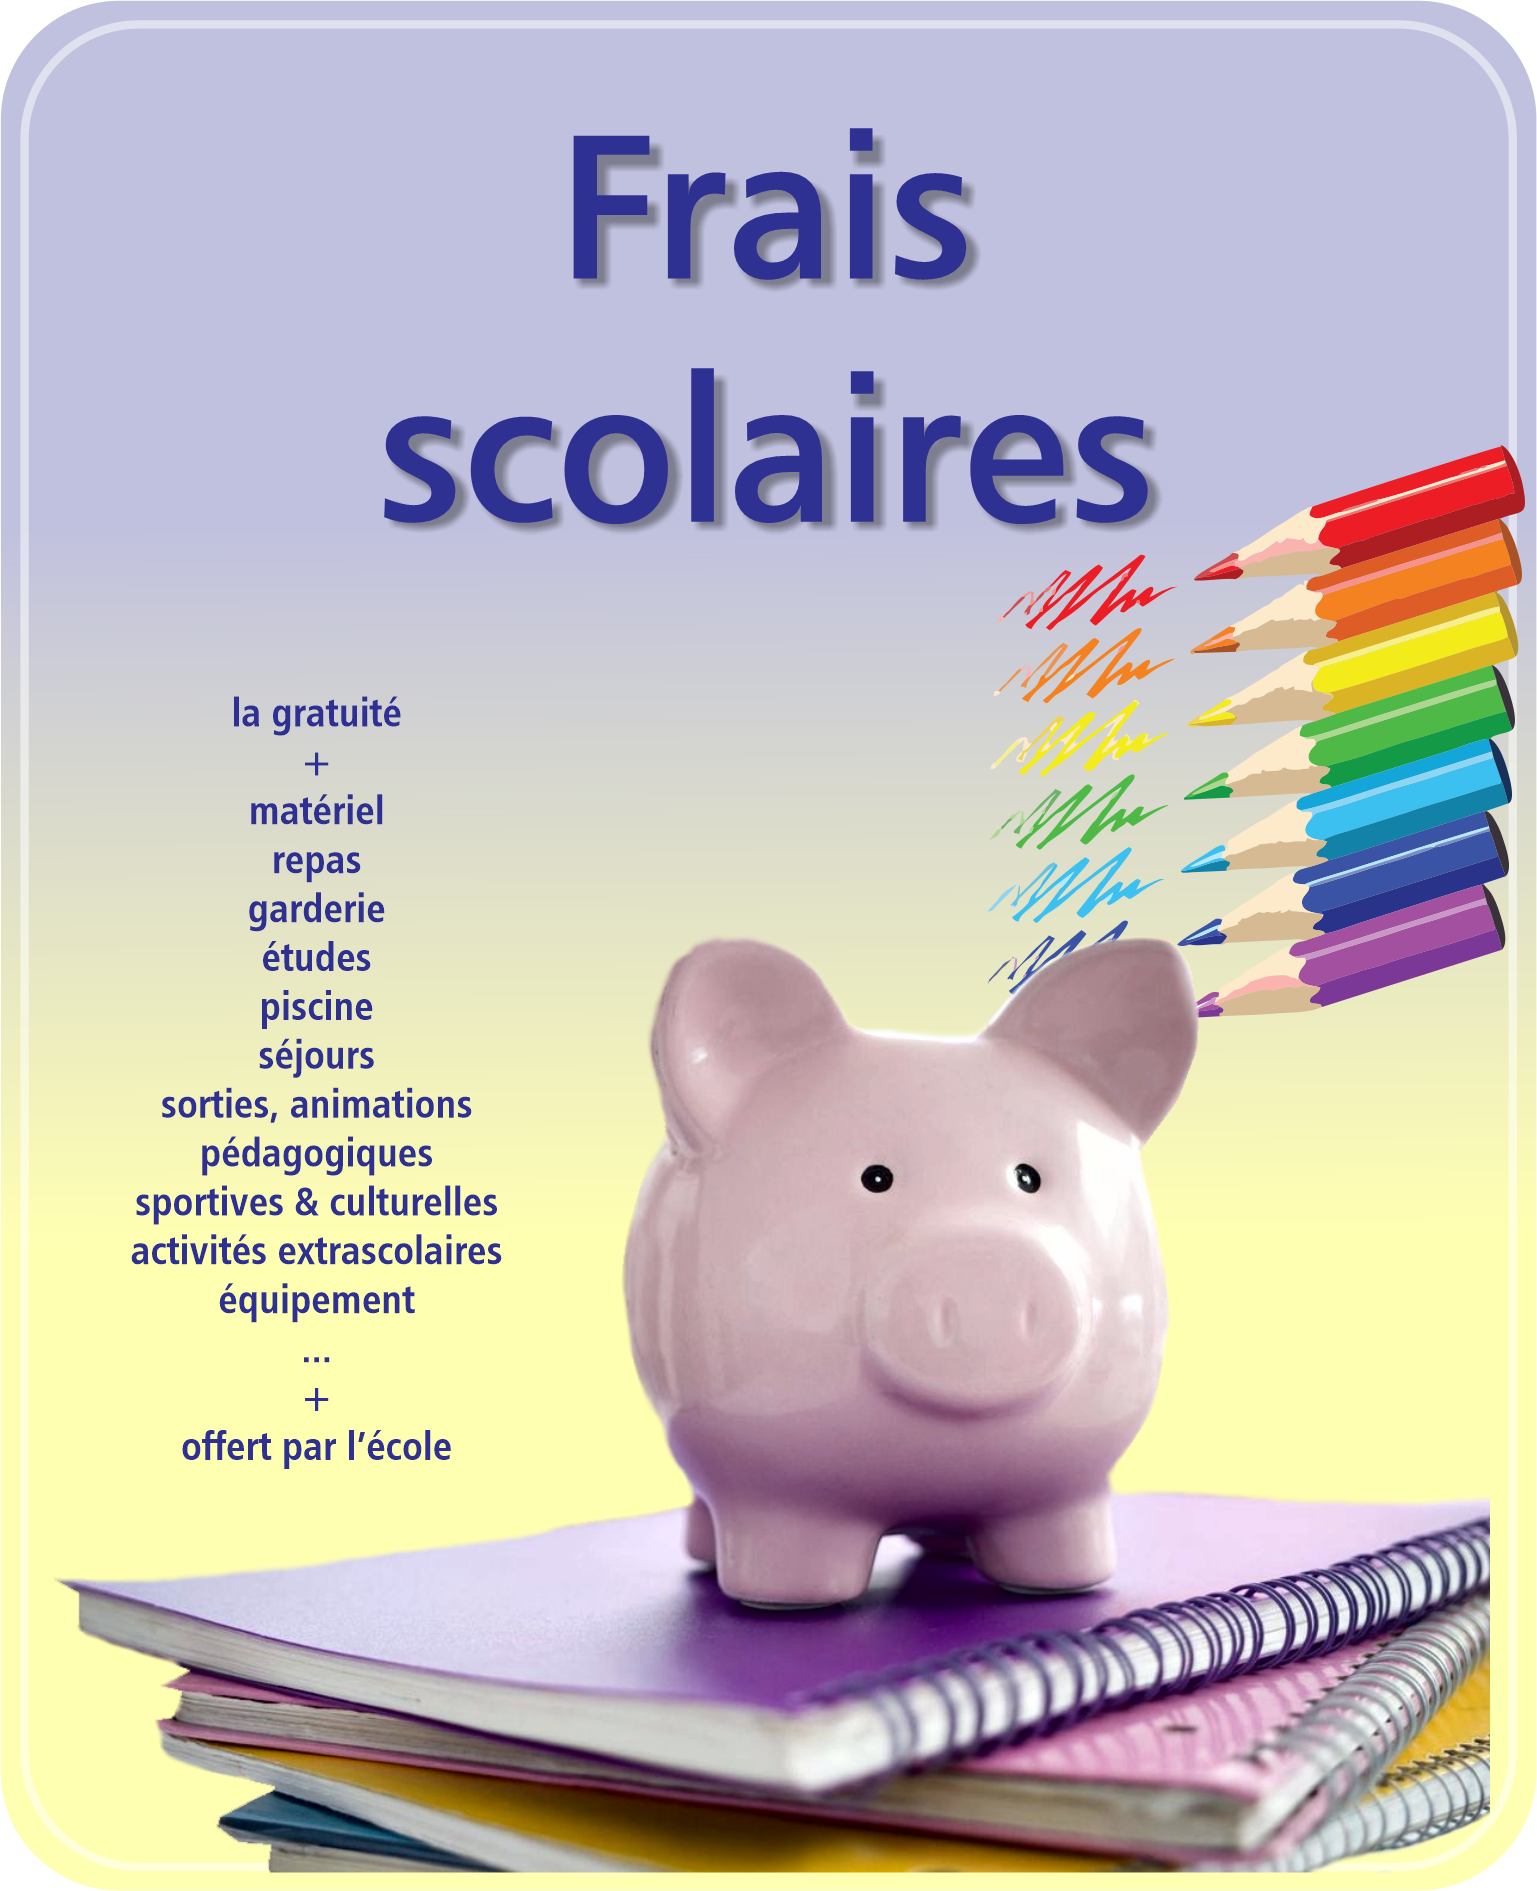 Frais
scolaires
la gratuité
+
matériel
repas
garderie
études
piscine
séjours
sorties, animations
pédagogiques
sportives & culturelles
activités extrascolaires
équipement
...
+
offert par l’école